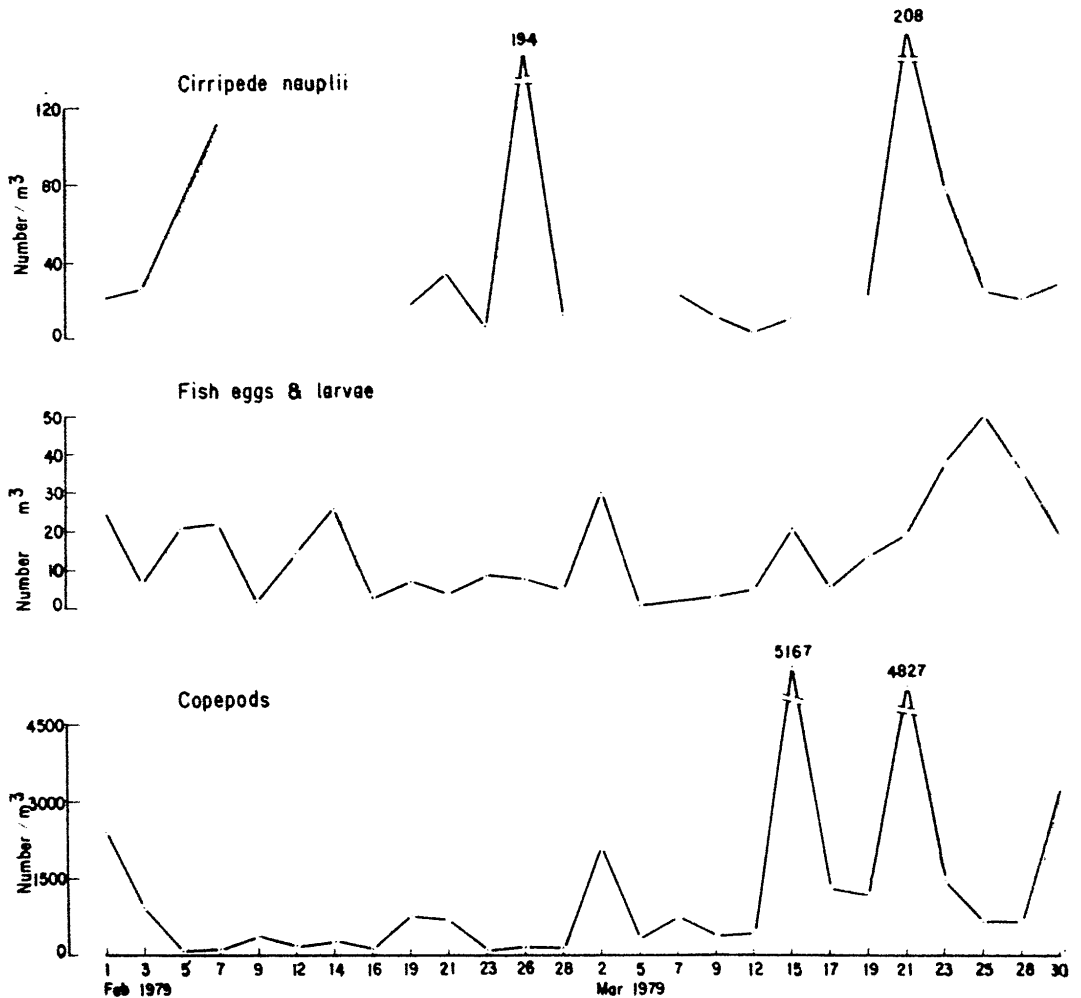 194
208
Cirripede nauplii
120
80
40
0
Number / m³
Fish eggs & larvae
50
40
30
20
10
0
Number m³
5167
4827
Copepods
4500
3000
1500
0
Number / m³
1 3 5 7 9 12 14 16 19 21 23 26 28 2 5 7 9 12 15 17 19 21 23 25 28 30
Feb 1979 Mar 1979